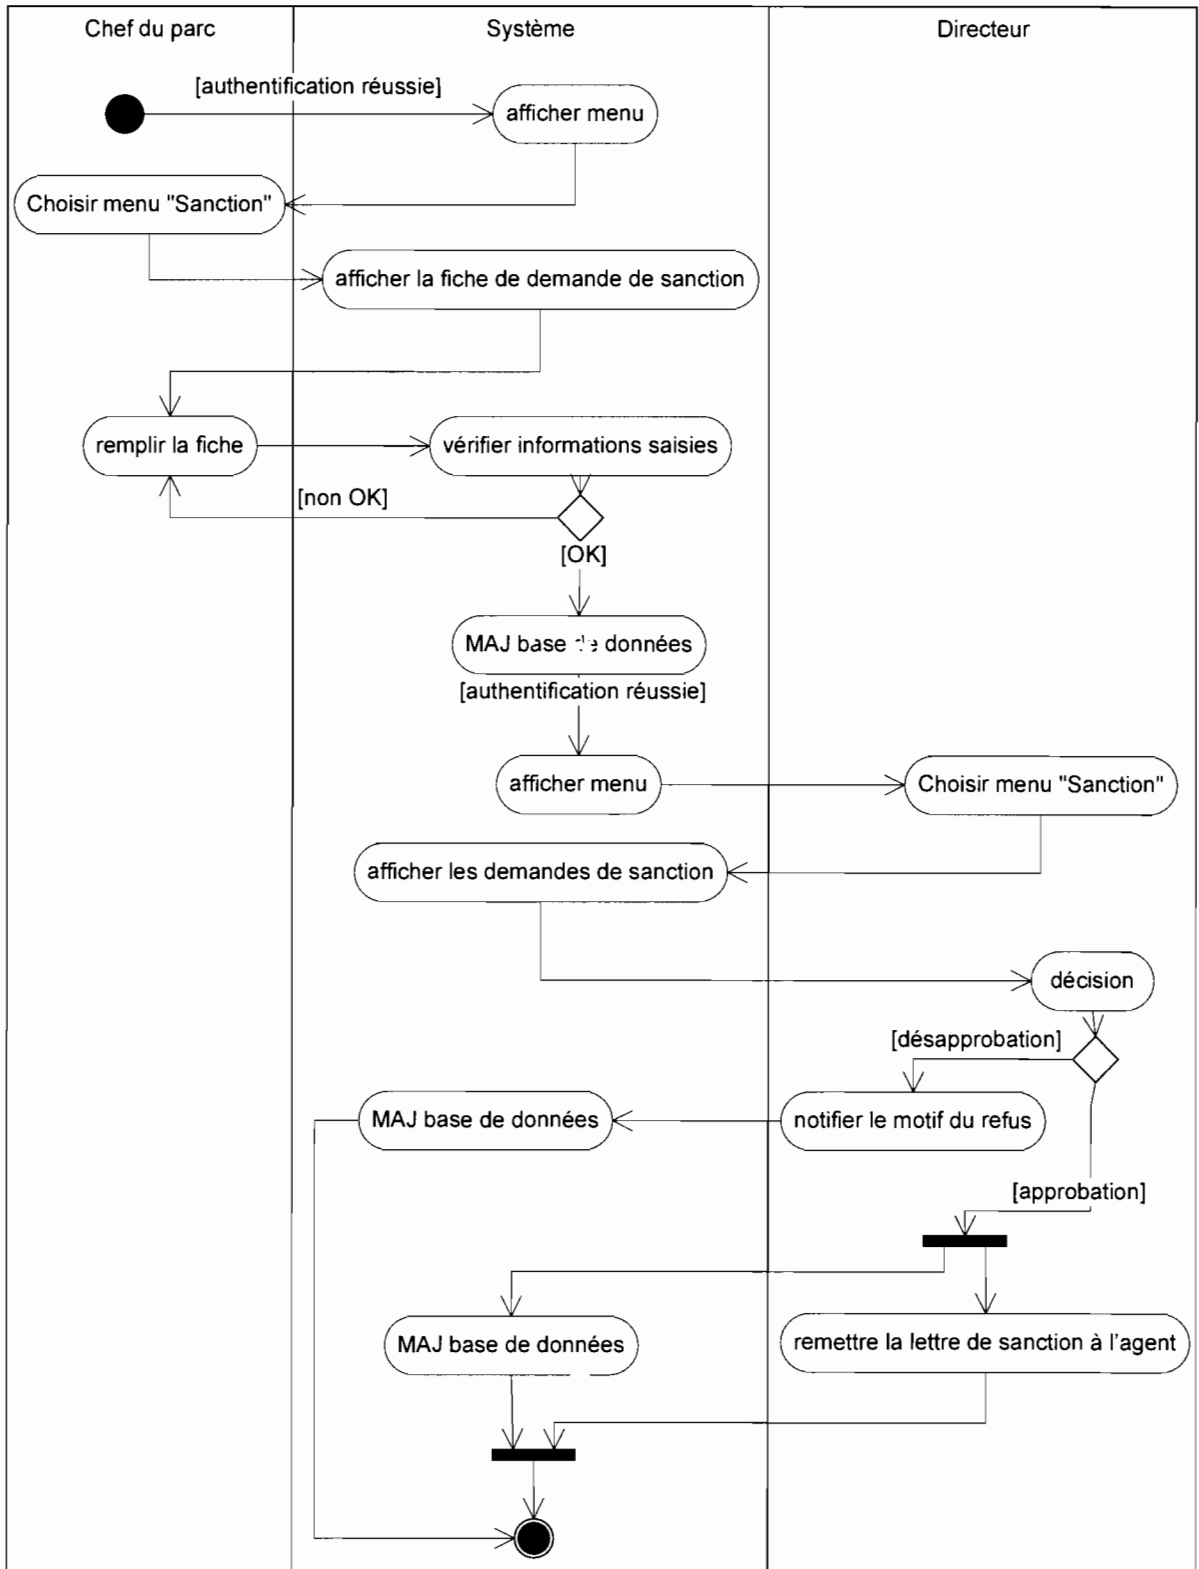 Chef du parc
Système
Directeur
[authentification réussie]
afficher menu
Choisir menu "Sanction"
afficher la fiche de demande de sanction
remplir la fiche
vérifier informations saisies
[non OK]
[OK]
MAJ base de données
[authentification réussie]
afficher menu
Choisir menu "Sanction"
afficher les demandes de sanction
décision
[désapprobation]
MAJ base de données
notifier le motif du refus
[approbation]
MAJ base de données
remettre la lettre de sanction à l'agent